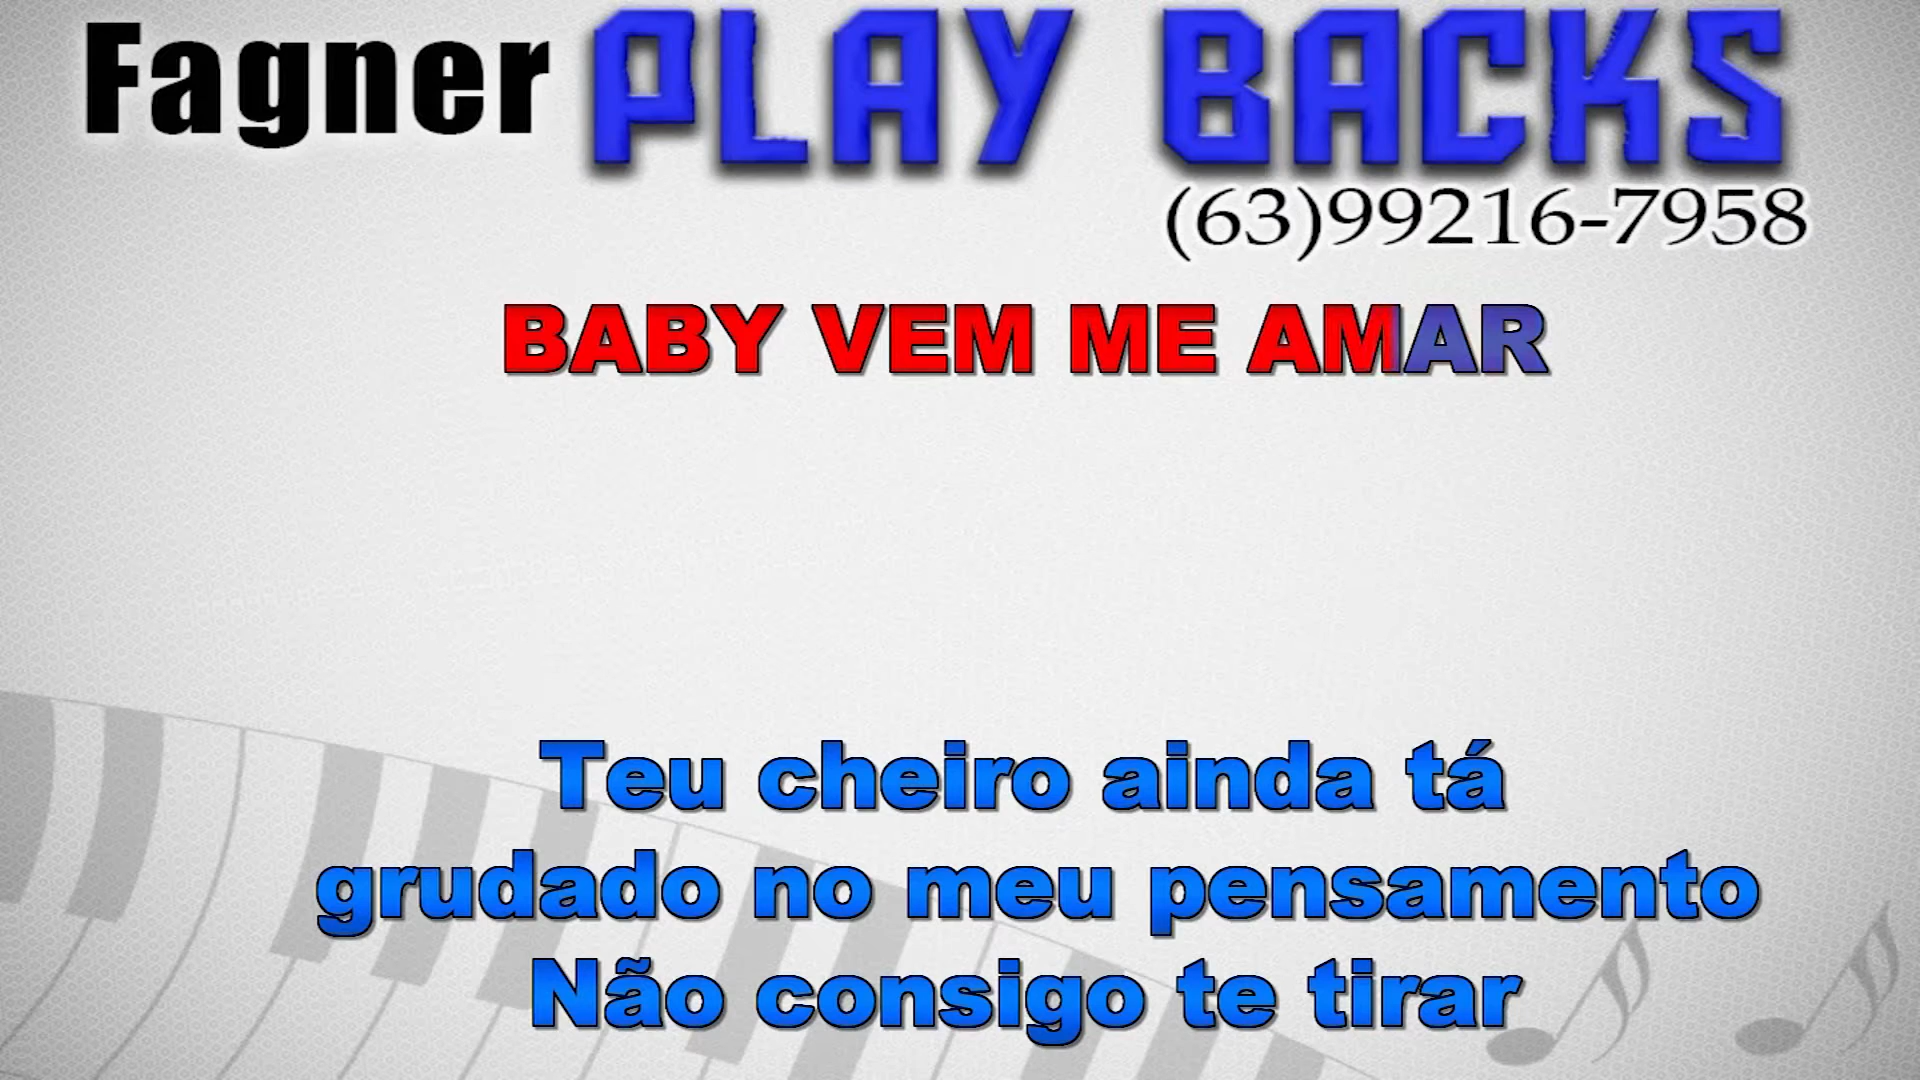 Fagner PLAY BACKS
(63)99216-7958
BABY VEM ME AMAR
Teu cheiro ainda tá
grudado no meu pensamento
Não consigo te tirar